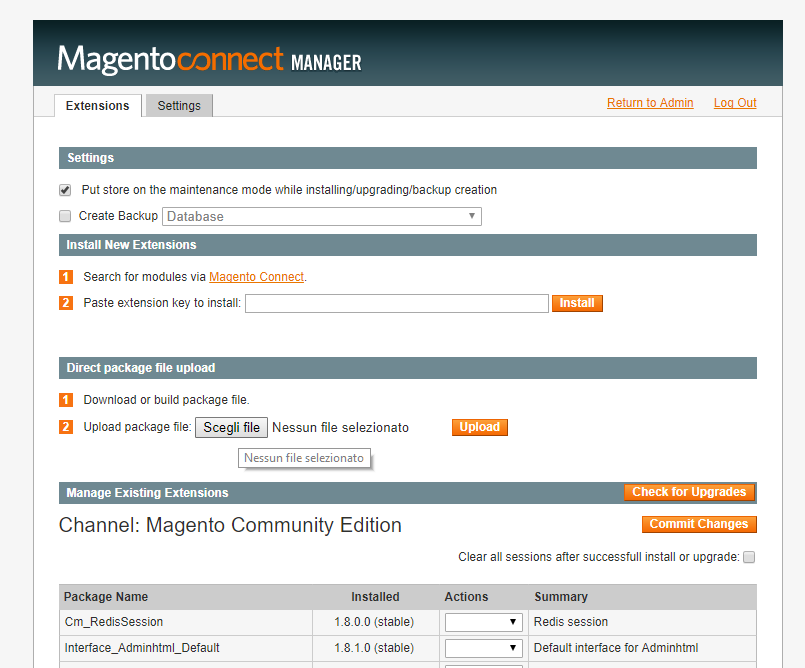 Magentoconnect MANAGER
Extensions Settings Return to Admin Log Out
Settings
Put store on the maintenance mode while installing/upgrading/backup creation
Create Backup Database
Install New Extensions
1 Search for modules via Magento Connect.
2 Paste extension key to install: Install
Direct package file upload
1 Download or build package file.
2 Upload package file: Scegli file Nessun file selezionato Upload
Nessun file selezionato
Manage Existing Extensions Check for Upgrades
Channel: Magento Community Edition Commit Changes
Clear all sessions after successfull install or upgrade:
Package Name Installed Actions Summary
Cm_RedisSession 1.8.0.0 (stable) Redis session
Interface_Adminhtml_Default 1.8.1.0 (stable) Default interface for Adminhtml